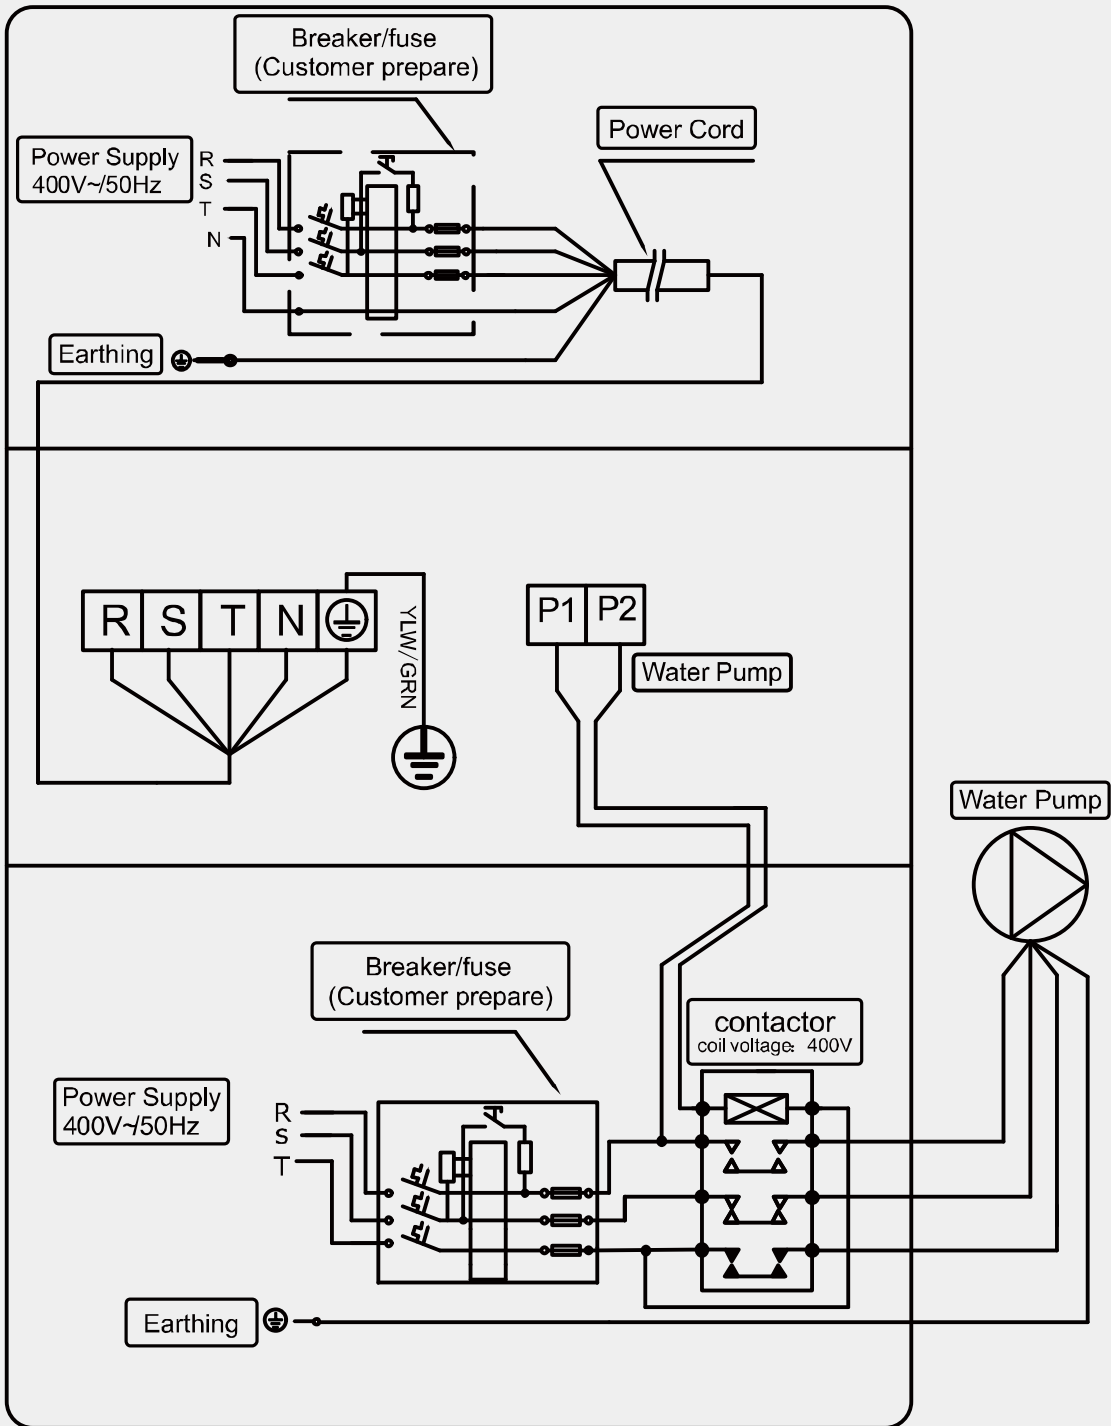 Breaker/fuse
(Customer prepare)
Power Cord
Power Supply
400V~/50Hz
R
S
T
N
Earthing
R S T N
YLW/GRN
P1 P2
Water Pump
Water Pump
Breaker/fuse
(Customer prepare)
contactor
coil voltage: 400V
Power Supply
400V~/50Hz
R
S
T
Earthing